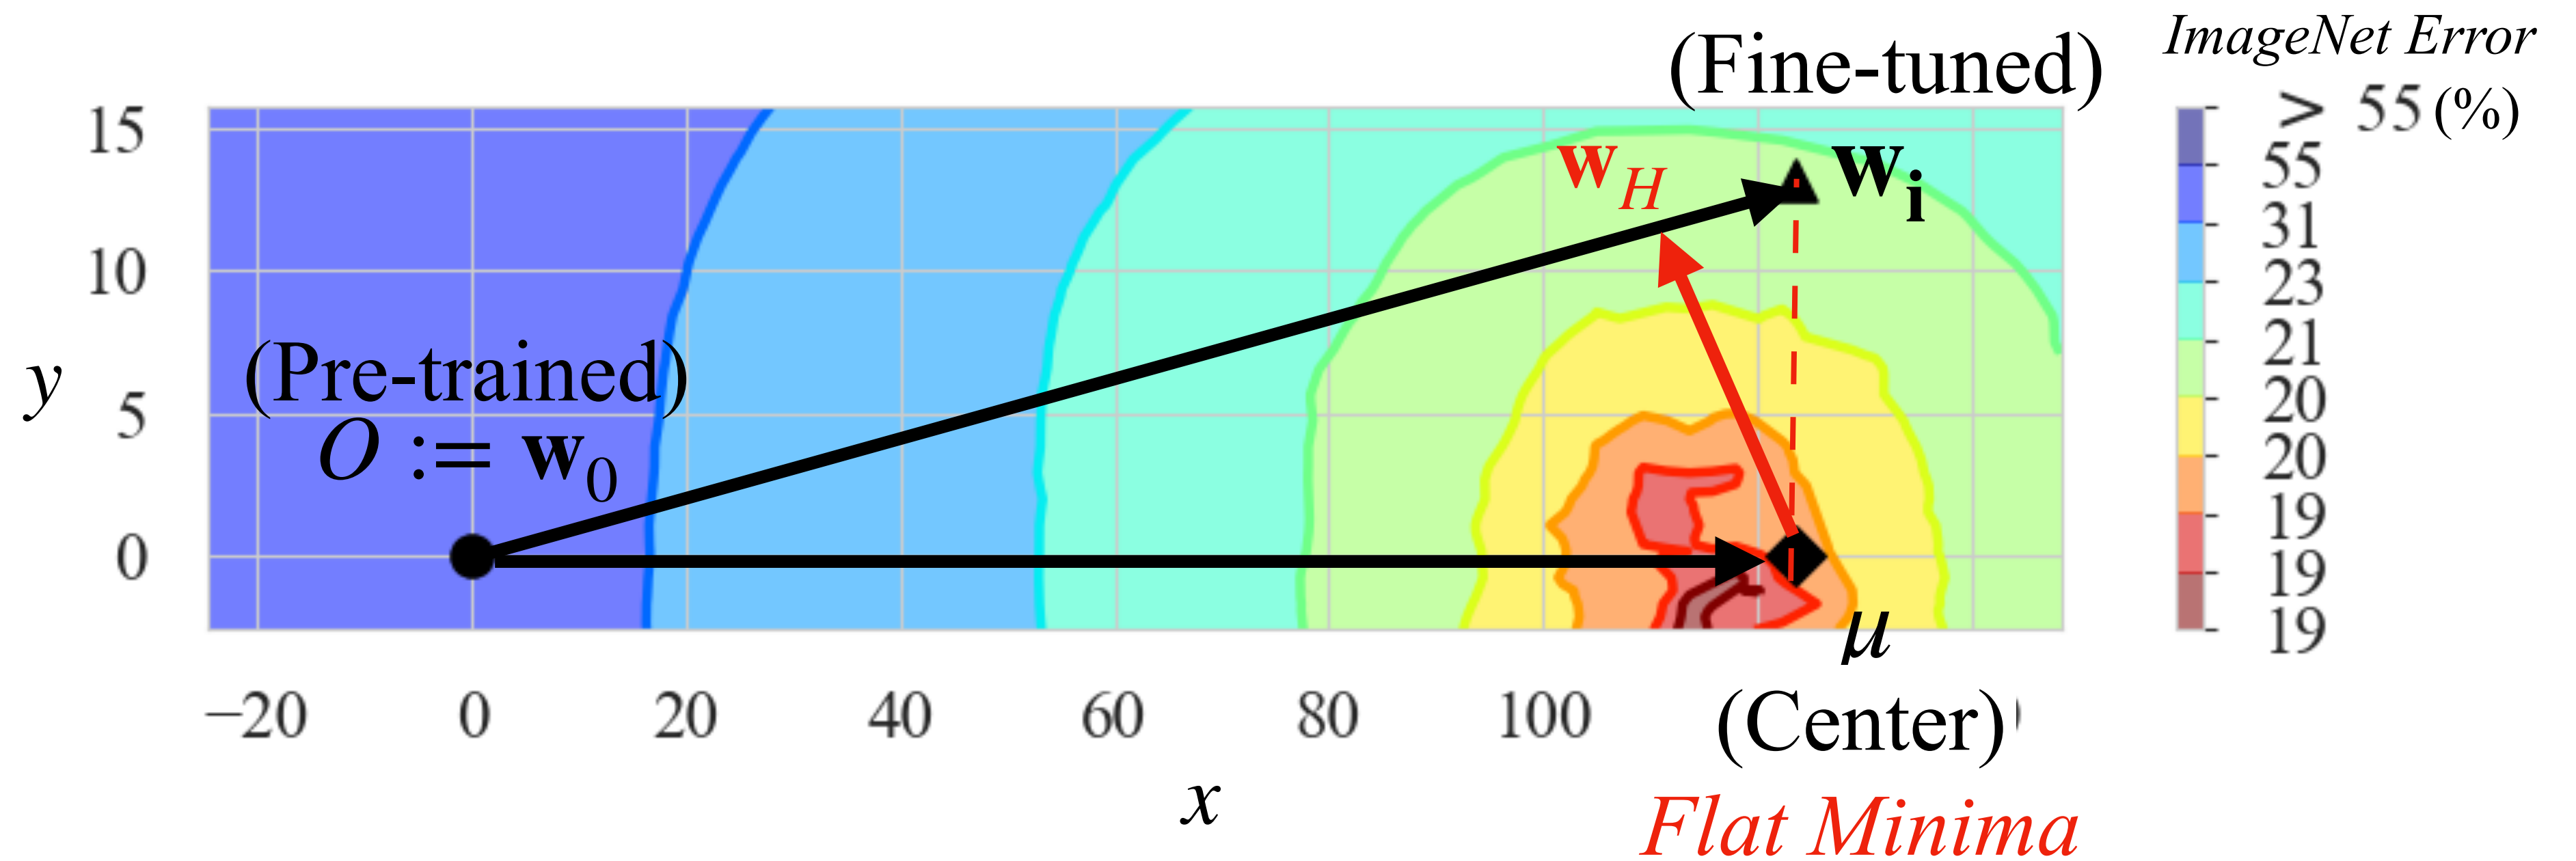 ImageNet Error
(Fine-tuned)
> 55 (%)
55
31
23
21
20
20
19
19
19
15
10
5
0
y
w_H
w_i
(Pre-trained)
O := w_0
μ
−20 0 20 40 60 80 100
(Center)
x
Flat Minima